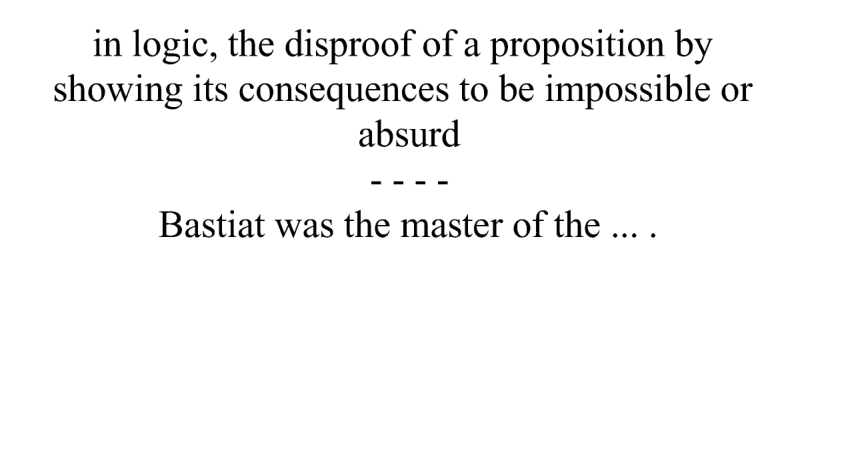 in logic, the disproof of a proposition by
showing its consequences to be impossible or
absurd
- - - -
Bastiat was the master of the ... .